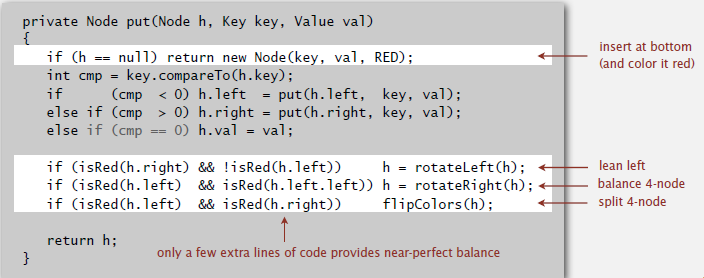 private Node put(Node h, Key key, Value val)
{
if (h == null) return new Node(key, val, RED);
insert at bottom
(and color it red)
int cmp = key.compareTo(h.key);
if (cmp < 0) h.left = put(h.left, key, val);
else if (cmp > 0) h.right = put(h.right, key, val);
else if (cmp == 0) h.val = val;
if (isRed(h.right) && !isRed(h.left)) h = rotateLeft(h);
lean left
if (isRed(h.left) && isRed(h.left.left)) h = rotateRight(h);
balance 4-node
if (isRed(h.left) && isRed(h.right)) flipColors(h);
split 4-node
return h;
only a few extra lines of code provides near-perfect balance
}